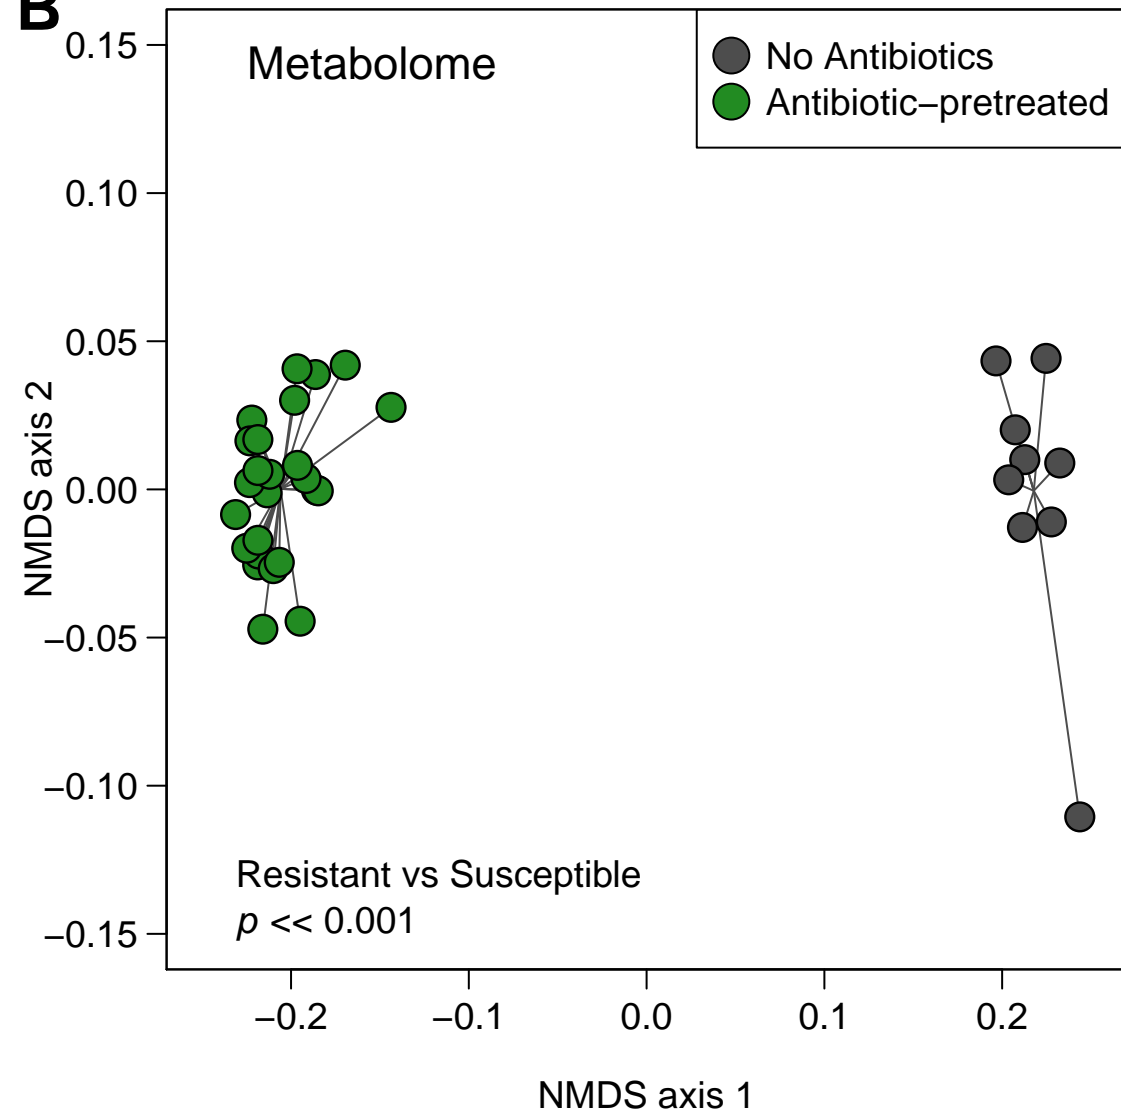 B
Metabolome
No Antibiotics
Antibiotic−pretreated
0.15
0.10
0.05
0.00
−0.05
−0.10
−0.15
NMDS axis 2
Resistant vs Susceptible
p << 0.001
−0.2
−0.1
0.0
0.1
0.2
NMDS axis 1